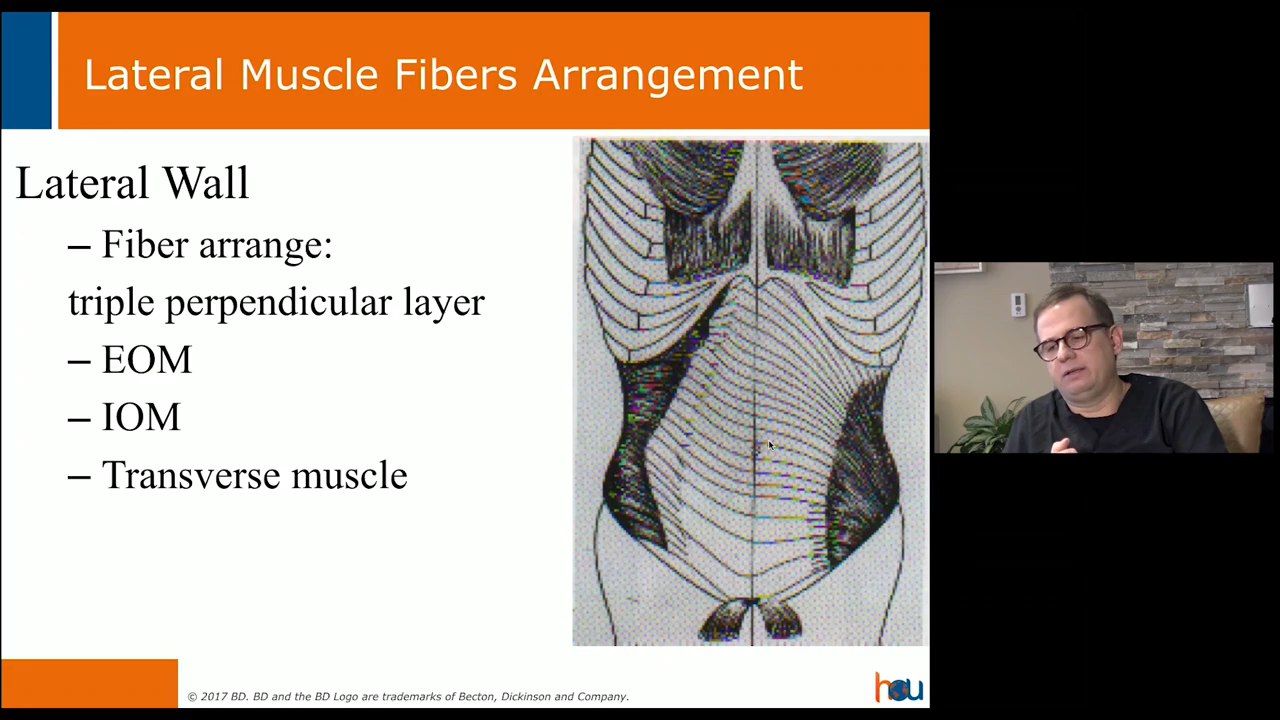 Lateral Muscle Fibers Arrangement
Lateral Wall
– Fiber arrange:
triple perpendicular layer
– EOM
– IOM
– Transverse muscle
© 2017 BD. BD and the BD Logo are trademarks of Becton, Dickinson and Company.
hou